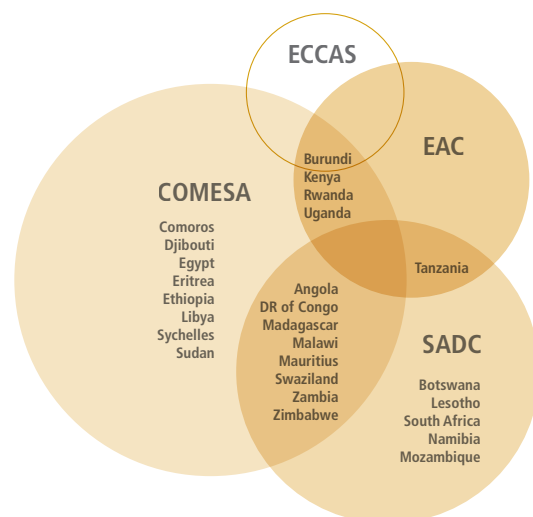 ECCAS
EAC
Burundi
Kenya
Rwanda
Uganda
COMESA
Comoros
Djibouti
Egypt
Eritrea
Ethiopia
Libya
Sychelles
Sudan
Tanzania
Angola
DR of Congo
Madagascar
Malawi
Mauritius
Swaziland
Zambia
Zimbabwe
SADC
Botswana
Lesotho
South Africa
Namibia
Mozambique